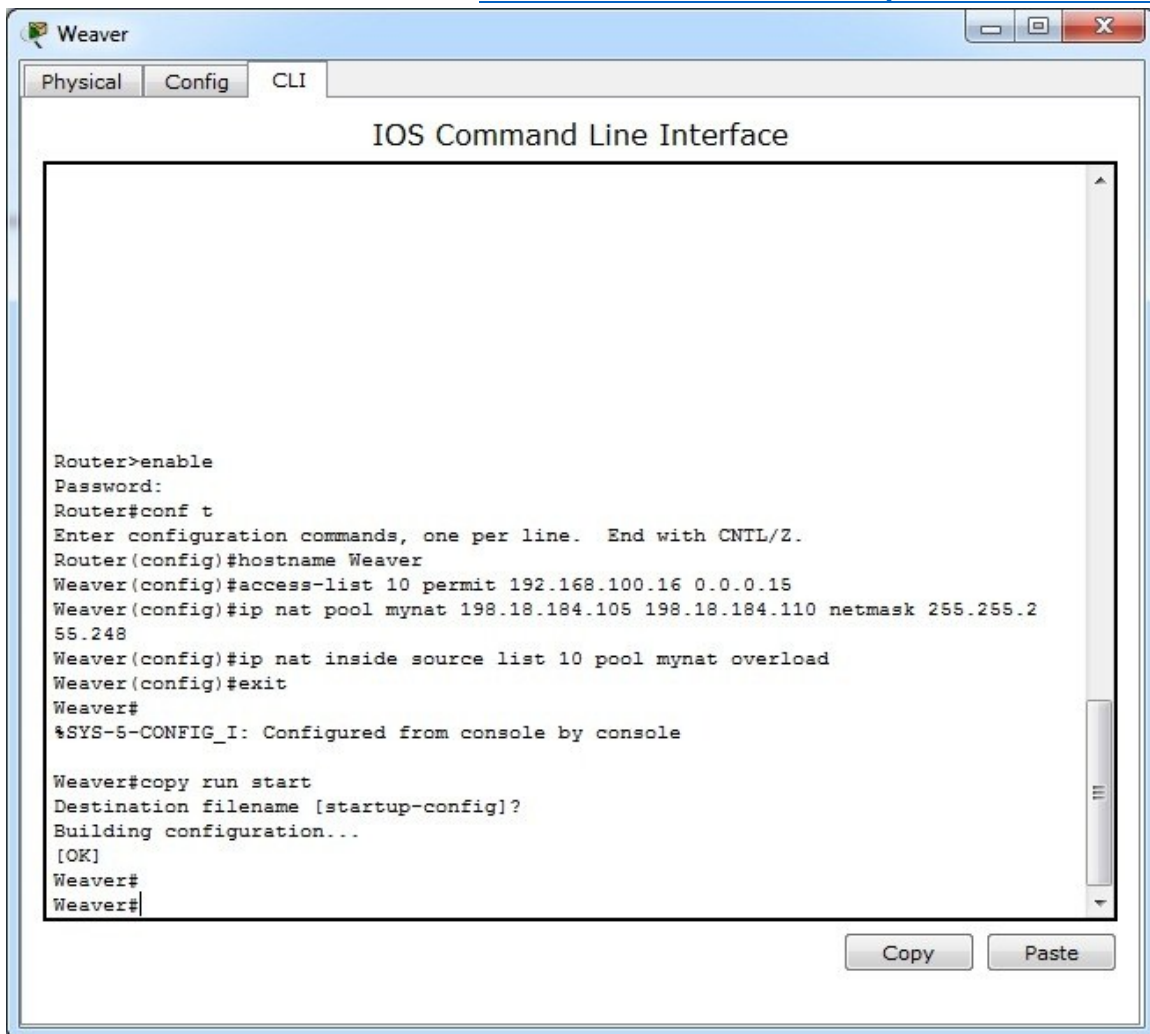 Weaver
Physical Config CLI
IOS Command Line Interface
Router>enable
Password:
Router#conf t
Enter configuration commands, one per line.  End with CNTL/Z.
Router(config)#hostname Weaver
Weaver(config)#access-list 10 permit 192.168.100.16 0.0.0.15
Weaver(config)#ip nat pool mynat 198.18.184.105 198.18.184.110 netmask 255.255.2
55.248
Weaver(config)#ip nat inside source list 10 pool mynat overload
Weaver(config)#exit
Weaver#
%SYS-5-CONFIG_I: Configured from console by console
Weaver#copy run start
Destination filename [startup-config]?
Building configuration...
[OK]
Weaver#
Weaver#
Copy Paste